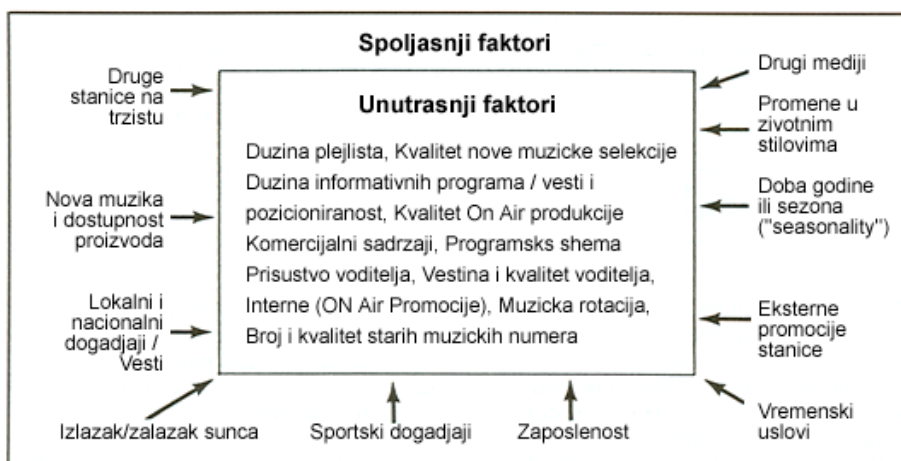 Spoljasnji faktori
Druge
stanice na
trzistu
Nova muzika
i dostupnost
proizvoda
Lokalni i
nacionalni
dogadjaji /
Vesti
Unutrasnji faktori
Duzina plejlista, Kvalitet nove muzicke selekcije
Duzina informativnih programa / vesti i
pozicioniranost, Kvalitet On Air produkcije
Komercijalni sadrzaji, Programsks shema
Prisustvo voditelja, Vestina i kvalitet voditelja,
Interne (ON Air Promocije), Muzicka rotacija,
Broj i kvalitet starih muzickih numera
Drugi mediji
Promene u
zivotnim
stilovima
Doba godine
ili sezona
("seasonality")
Eksterne
promocije
stanice
Izlazak/zalazak sunca
Sportski dogadjaji
Zaposlenost
Vremenski
uslovi